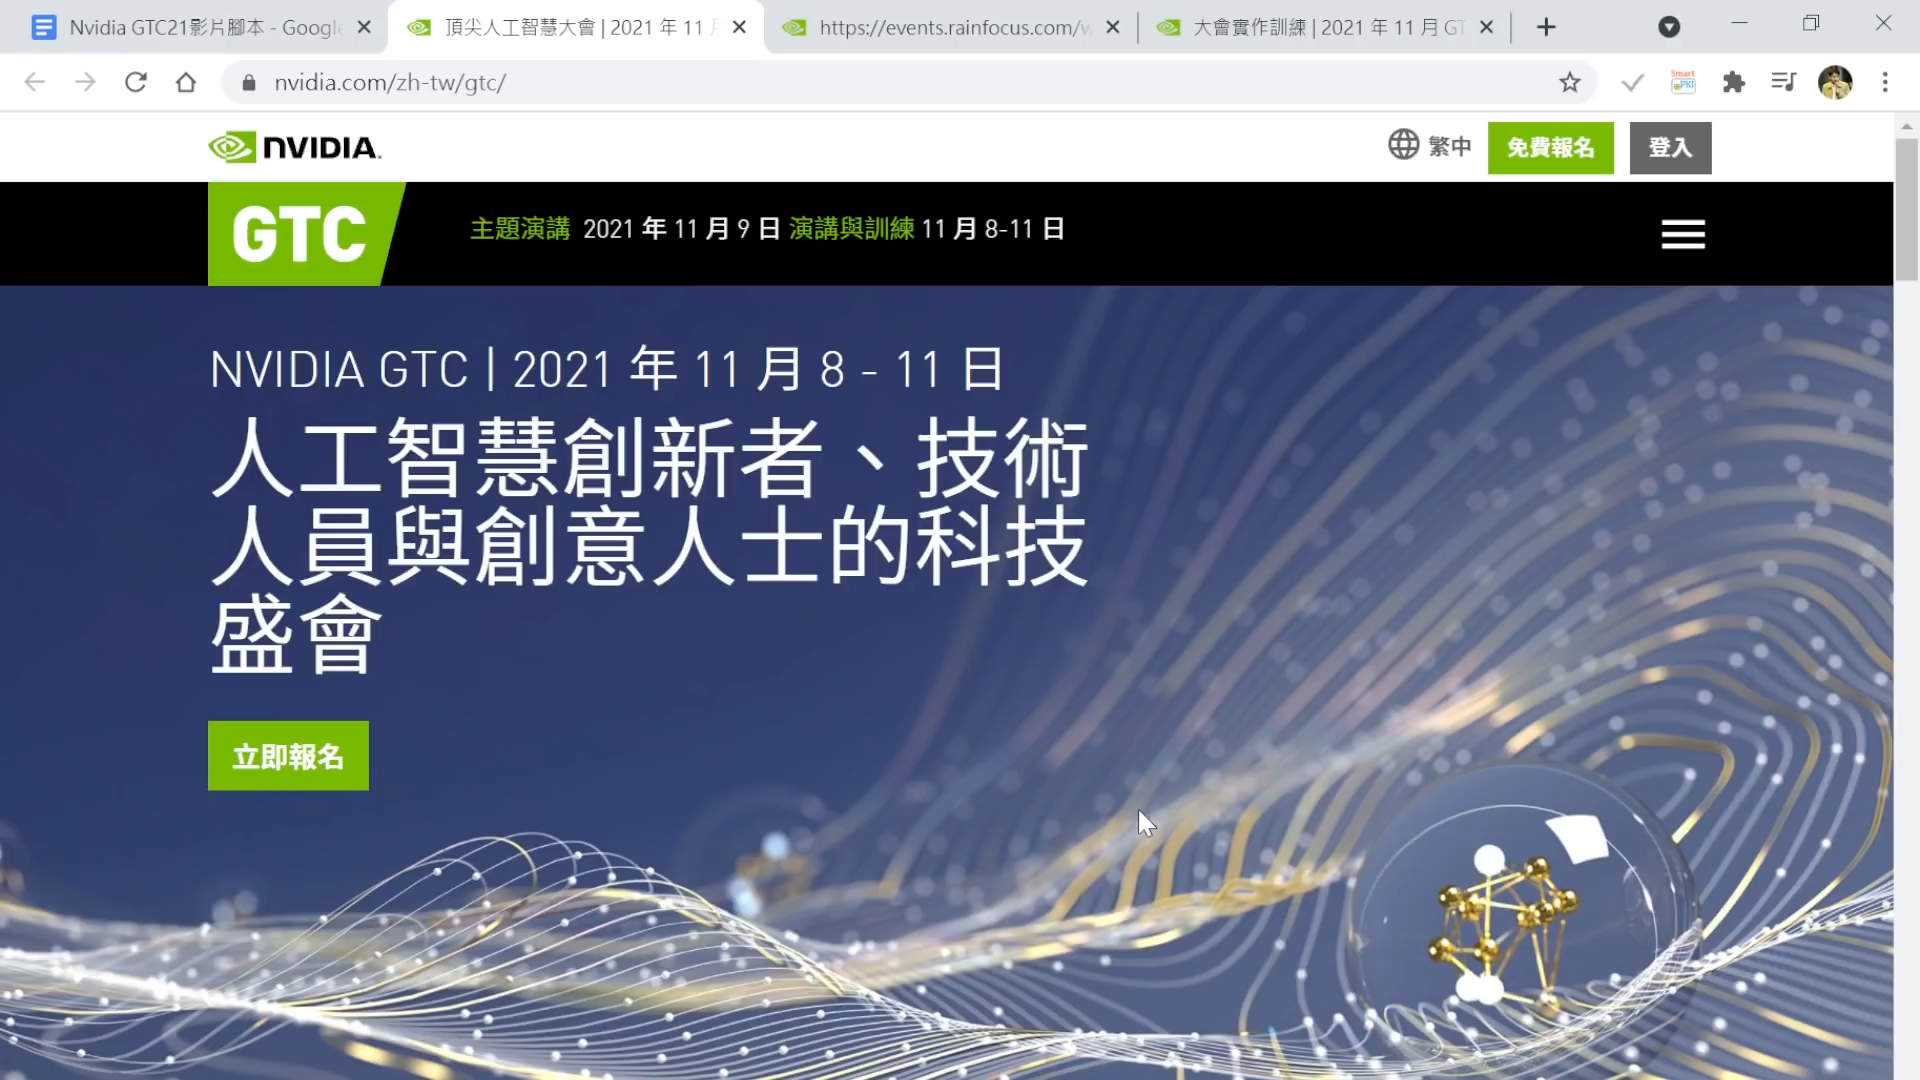 Nvidia GTC21影片腳本 - Google
頂尖人工智慧大會 | 2021 年 11 月
https://events.rainfocus.com/w
大會實作訓練 | 2021 年 11 月 GT
nvidia.com/zh-tw/gtc/
Smart
PKI
NVIDIA.
繁中
免費報名
登入
GTC
主題演講 2021 年 11 月 9 日 演講與訓練 11 月 8-11 日
NVIDIA GTC | 2021 年 11 月 8 - 11 日
人工智慧創新者、技術
人員與創意人士的科技
盛會
立即報名